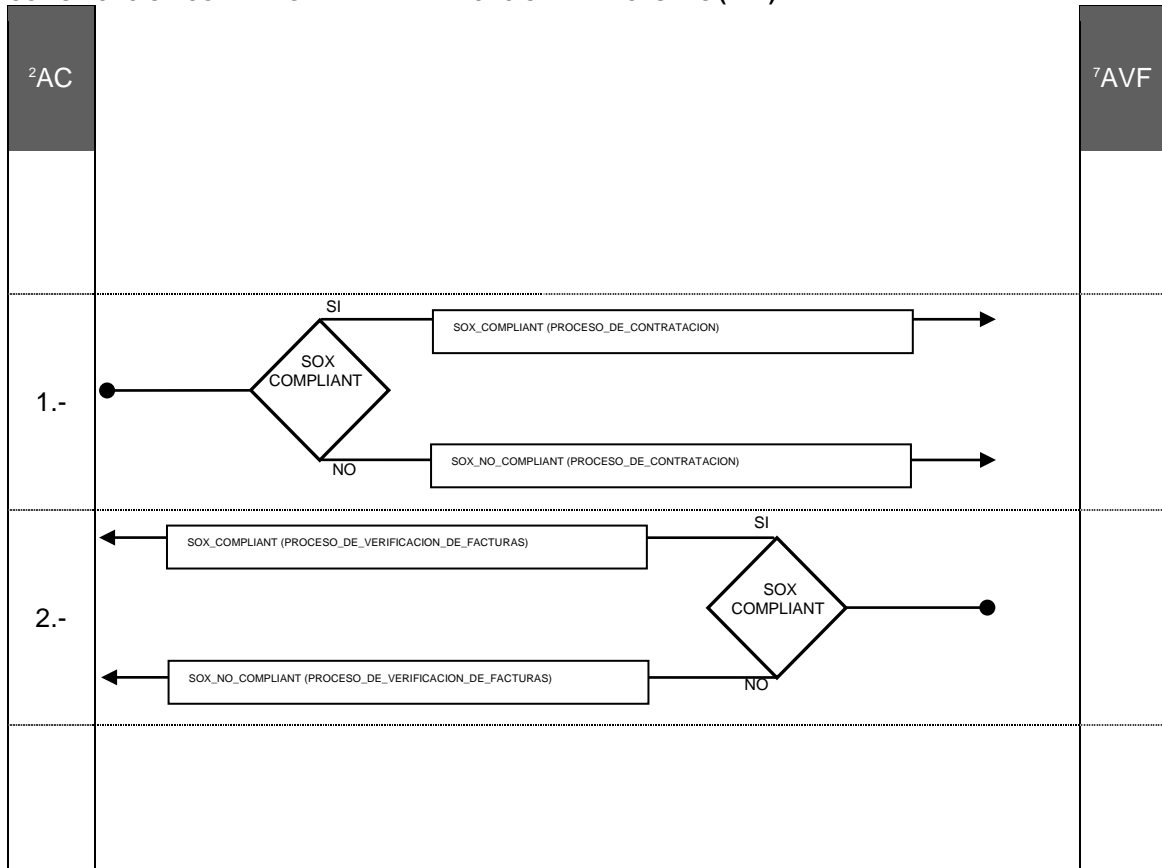 ²AC
⁷AVF
SI
SOX_COMPLIANT (PROCESO_DE_CONTRATACION)
SOX
COMPLIANT
1.-
NO
SOX_NO_COMPLIANT (PROCESO_DE_CONTRATACION)
SI
SOX_COMPLIANT (PROCESO_DE_VERIFICACION_DE_FACTURAS)
SOX
COMPLIANT
2.-
SOX_NO_COMPLIANT (PROCESO_DE_VERIFICACION_DE_FACTURAS)
NO